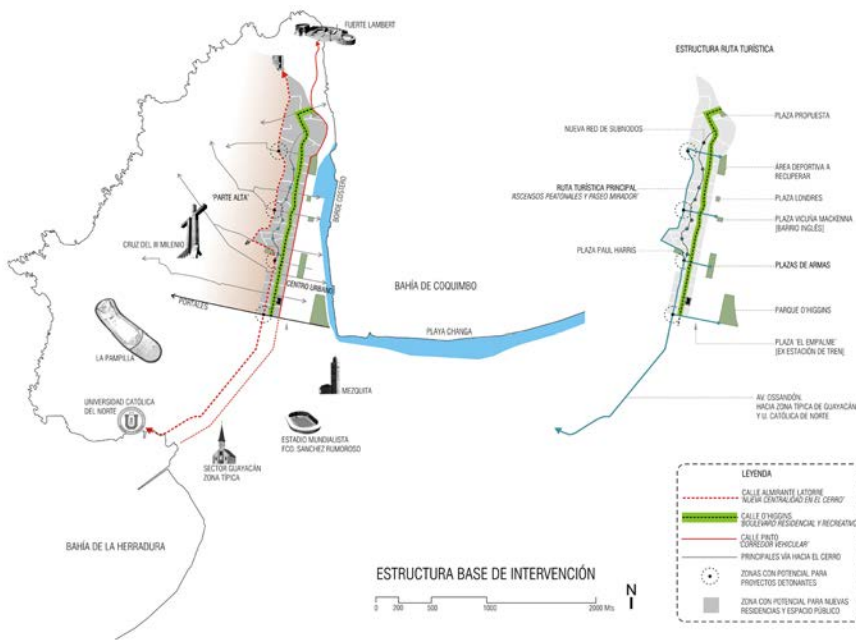 FUERTE LAMBERT
'PARTE ALTA'
BORDE COSTERO
CRUZ DEL III MILENIO
CENTRO URBANO
BAHÍA DE COQUIMBO
PORTALES
PLAYA CHANGA
LA PAMPILLA
MEZQUITA
UNIVERSIDAD CATÓLICA
DEL NORTE
ESTADIO MUNDIALISTA
FCO. SANCHEZ RUMOROSO
SECTOR GUAYACÁN
ZONA TÍPICA
BAHÍA DE LA HERRADURA
ESTRUCTURA RUTA TURÍSTICA
NUEVA RED DE SUBNODOS
PLAZA PROPUESTA
ÁREA DEPORTIVA A
RECUPERAR
RUTA TURÍSTICA PRINCIPAL
'ASCENSOS PEATONALES Y PASEO MIRADOR'
PLAZA LONDRES
PLAZA VICUÑA MACKENNA
[BARRIO INGLÉS]
PLAZA PAUL HARRIS
PLAZAS DE ARMAS
PARQUE O'HIGGINS
PLAZA 'EL EMPALME'
[EX ESTACIÓN DE TREN]
AV. OSSANDÓN.
HACIA ZONA TÍPICA DE GUAYACÁN
Y U. CATÓLICA DE NORTE
ESTRUCTURA BASE DE INTERVENCIÓN
0 200 500 1000 2000 Mts.
N
LEYENDA
CALLE ALMIRANTE LATORRE
'NUEVA CENTRALIDAD EN EL CERRO'
CALLE O'HIGGINS.
'BOULEVARD RESIDENCIAL Y RECREATIVO
CALLE PINTO
'CORREDOR VEHICULAR'
PRINCIPALES VÍA HACIA EL CERRO
ZONAS CON POTENCIAL PARA
PROYECTOS DETONANTES
ZONA CON POTENCIAL PARA NUEVAS
RESIDENCIAS Y ESPACIO PÚBLICO